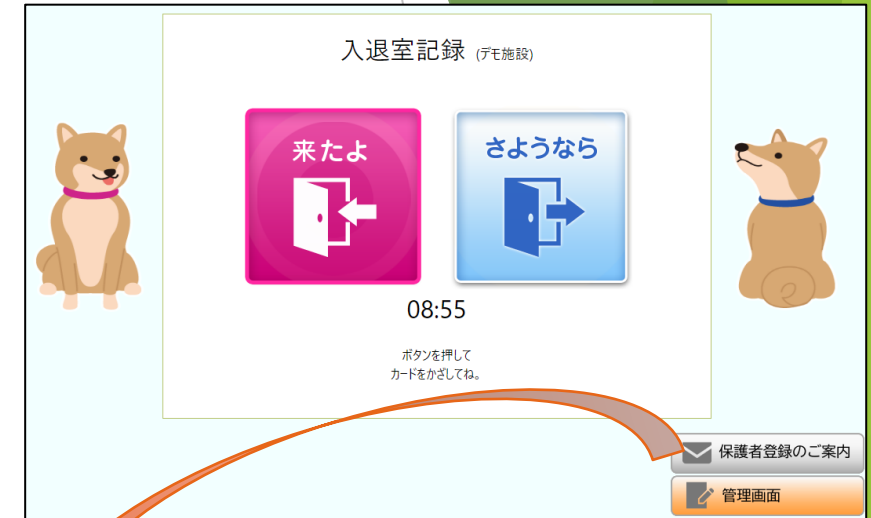 入退室記録 (デモ施設)
来たよ
さようなら
08:55
ボタンを押して
カードをかざしてね。
保護者登録のご案内
管理画面